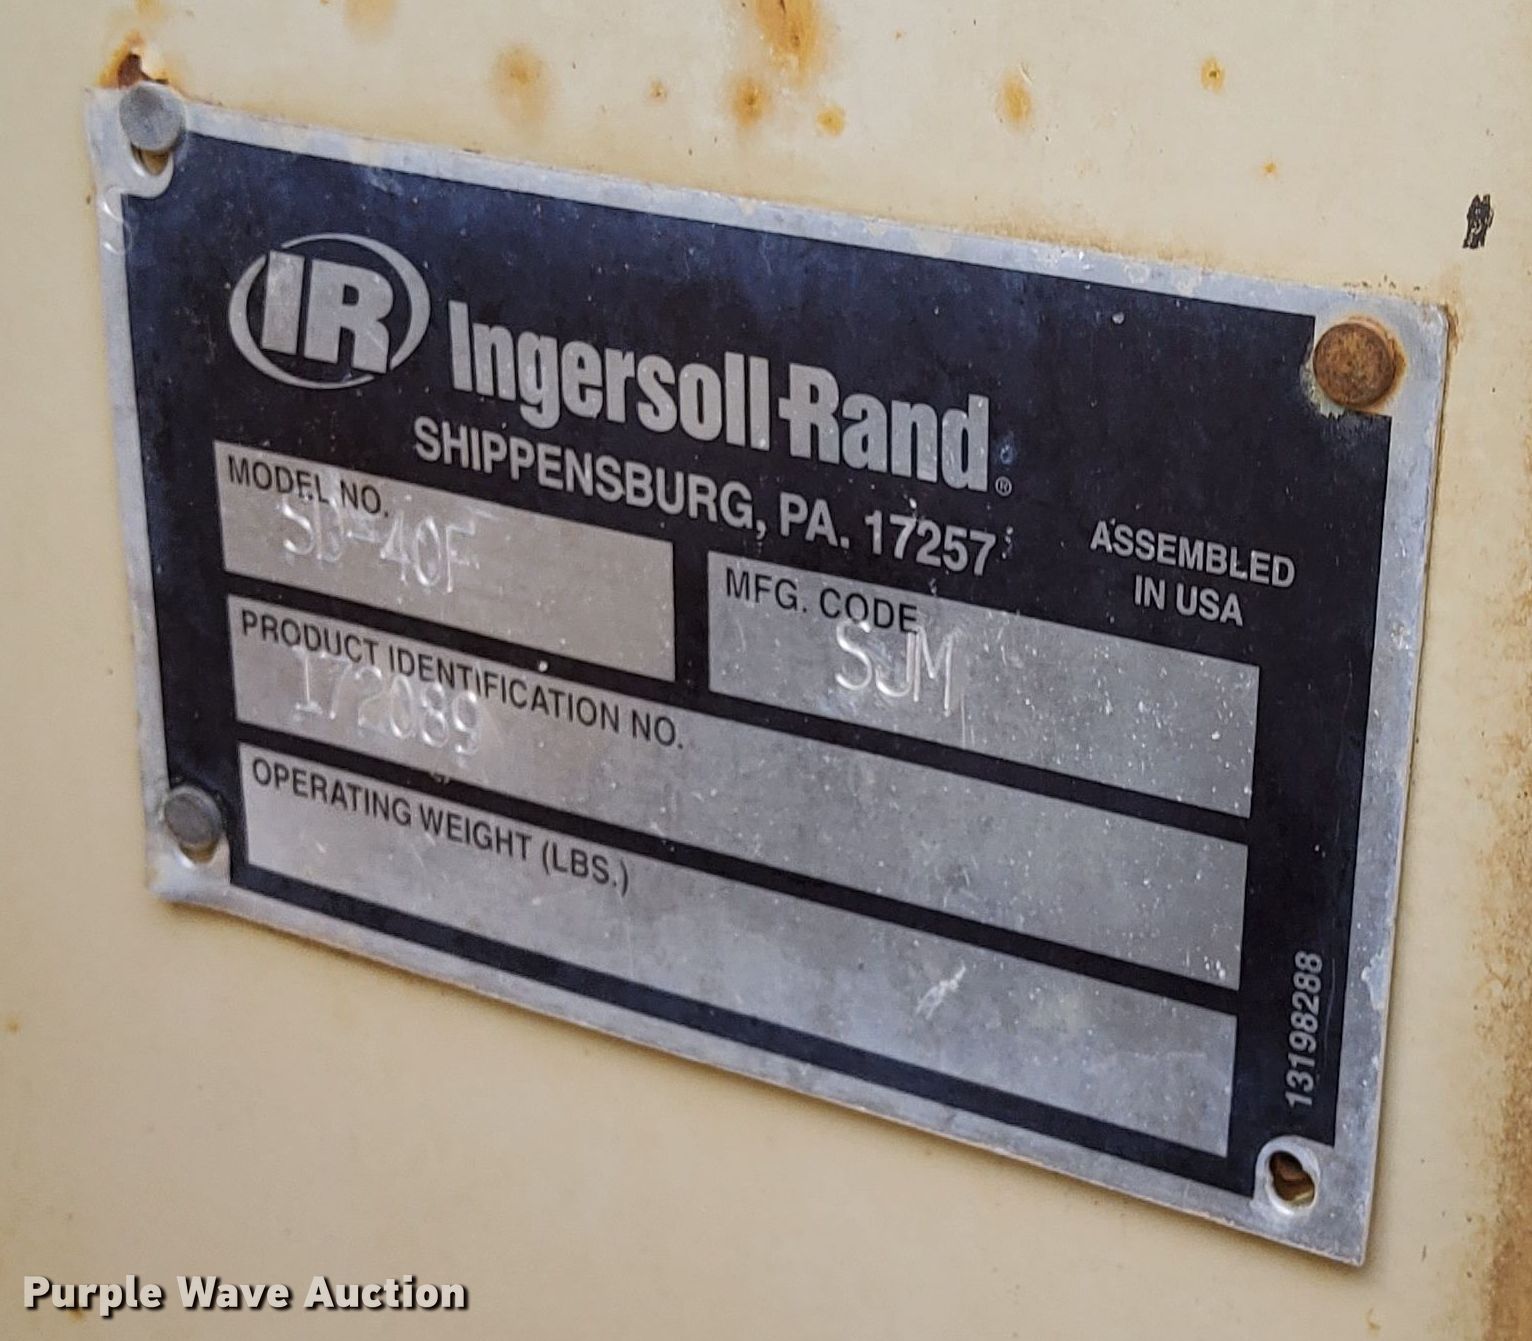 IR Ingersoll-Rand®
SHIPPENSBURG, PA. 17257
ASSEMBLED
IN USA
MODEL NO.
SD-40F
MFG. CODE
SJM
PRODUCT IDENTIFICATION NO.
172089
OPERATING WEIGHT (LBS.)
13198288
Purple Wave Auction